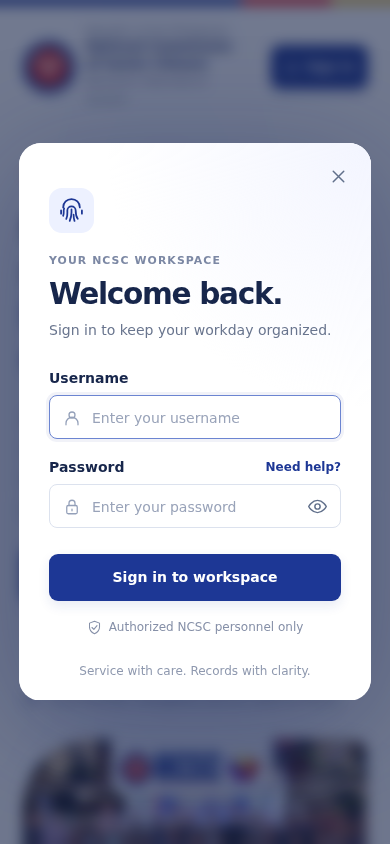 YOUR NCSC WORKSPACE
Welcome back.
Sign in to keep your workday organized.
Username
Enter your username
Password
Need help?
Enter your password
Sign in to workspace
Authorized NCSC personnel only
Service with care. Records with clarity.